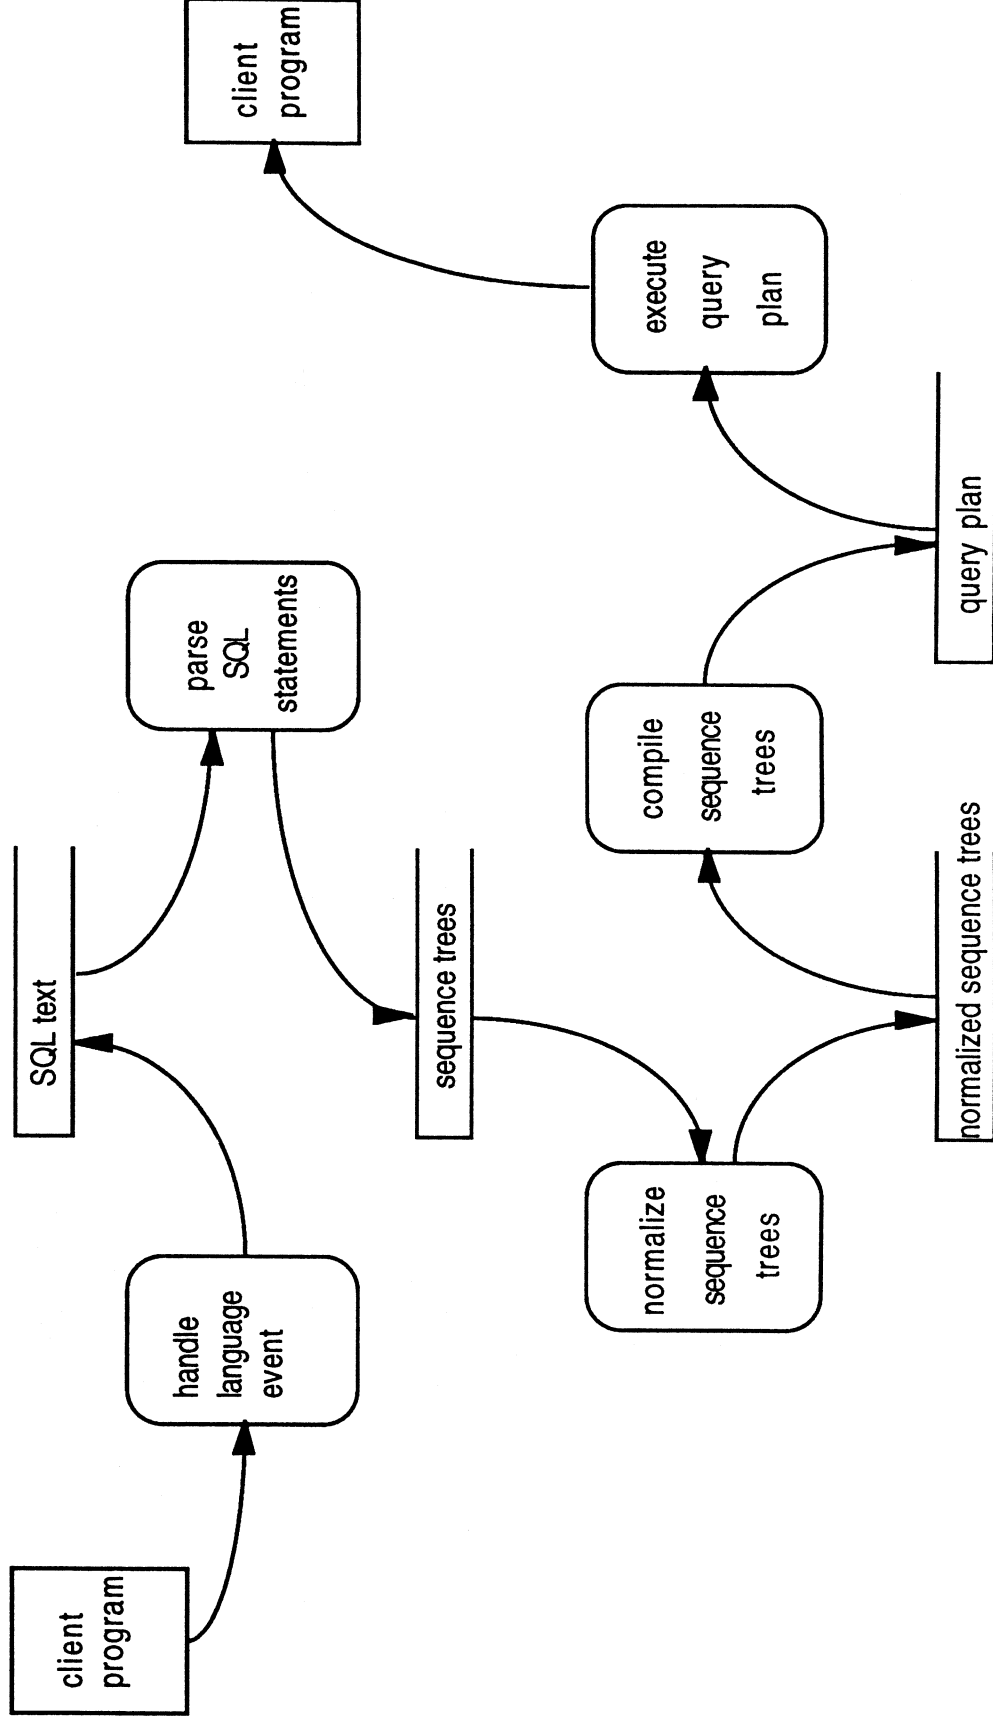 client
program
handle
language
event
SQL text
parse
SQL
statements
sequence trees
normalize
sequence
trees
normalized sequence trees
compile
sequence
trees
query plan
execute
query
plan
client
program